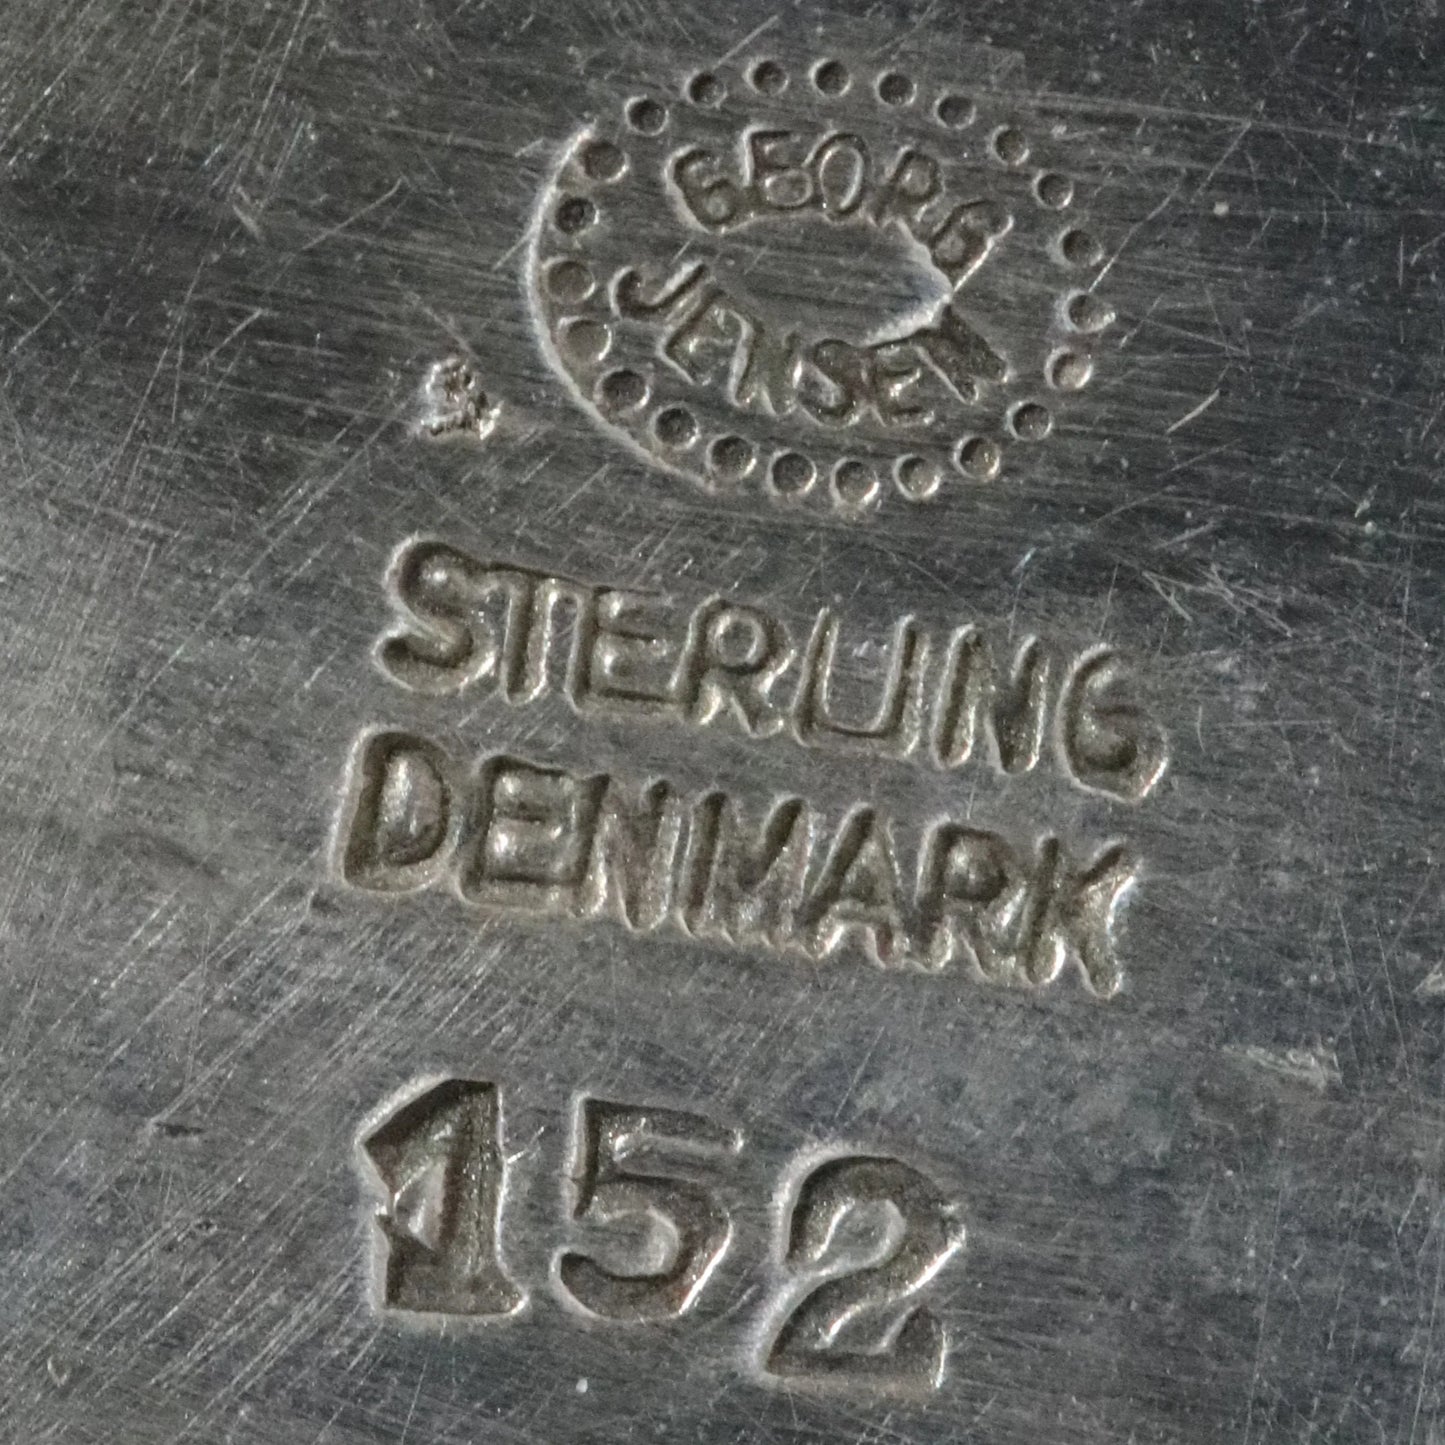 GEORG
JENSEN
STERLING
DENMARK
152